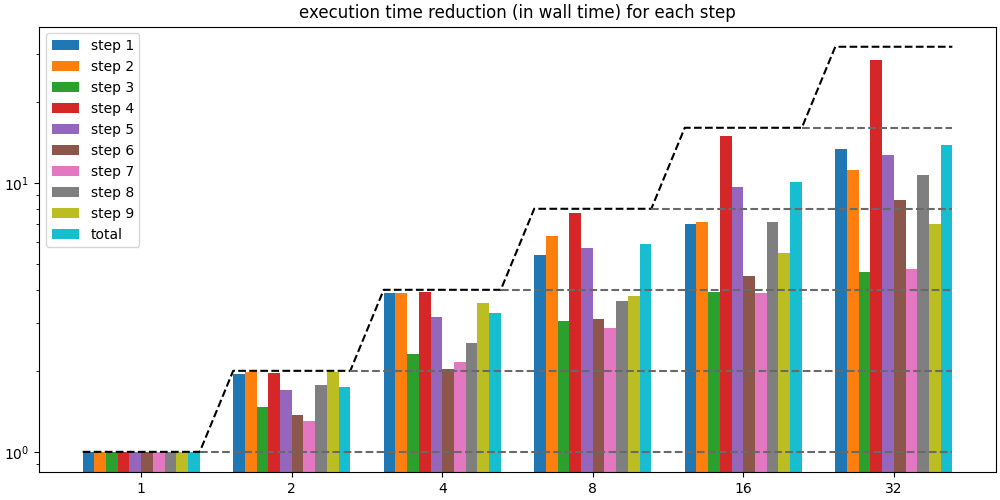 execution time reduction (in wall time) for each step
step 1
step 2
step 3
step 4
step 5
step 6
step 7
step 8
step 9
total
10¹
10⁰
1 2 4 8 16 32